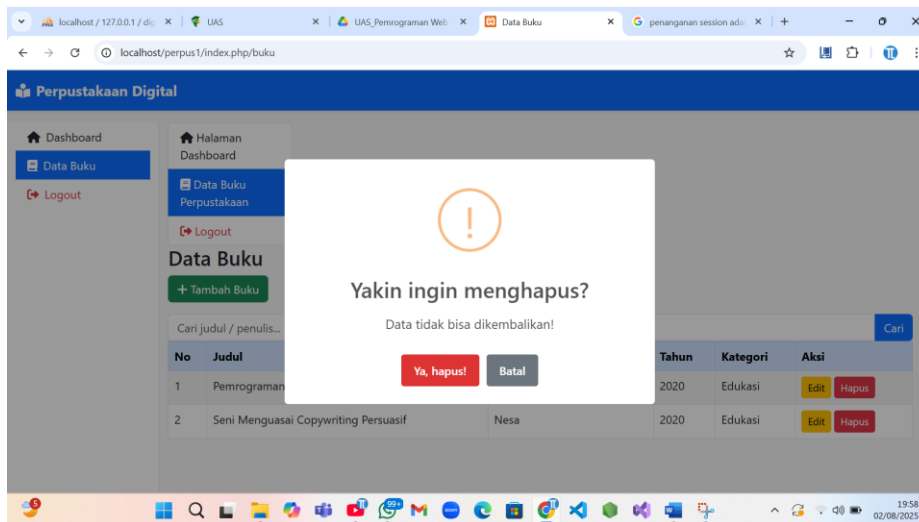 localhost / 127.0.0.1 / dig
UAS
UAS_Pemrograman Web
Data Buku
penanganan session adal
localhost/perpus1/index.php/buku
Perpustakaan Digital
Dashboard
Data Buku
Logout
Halaman
Dashboard
Data Buku
Perpustakaan
Logout
Data Buku
+ Tambah Buku
Cari judul / penulis...
Cari
Yakin ingin menghapus?
Data tidak bisa dikembalikan!
Ya, hapus!
Batal
No Judul Tahun Kategori Aksi
1 Pemrograman 2020 Edukasi Edit Hapus
2 Seni Menguasai Copywriting Persuasif Nesa 2020 Edukasi Edit Hapus
5
99+
19:58
02/08/2025